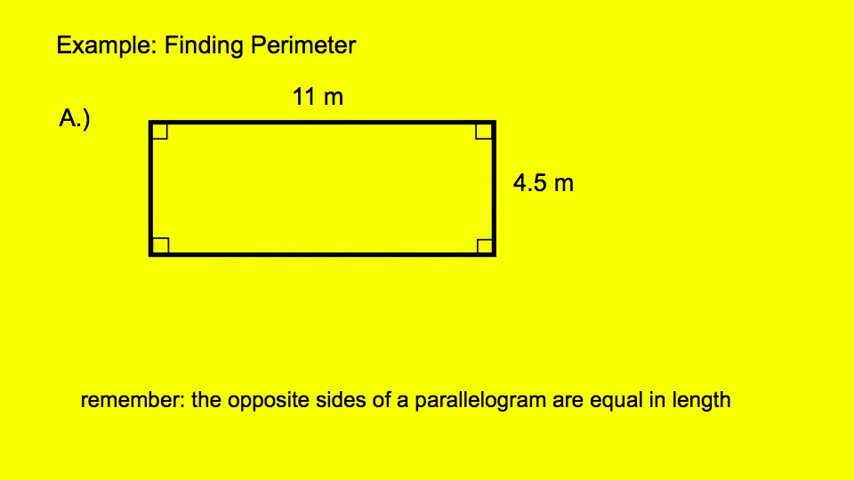 Example: Finding Perimeter
11 m
A.)
4.5 m
remember: the opposite sides of a parallelogram are equal in length